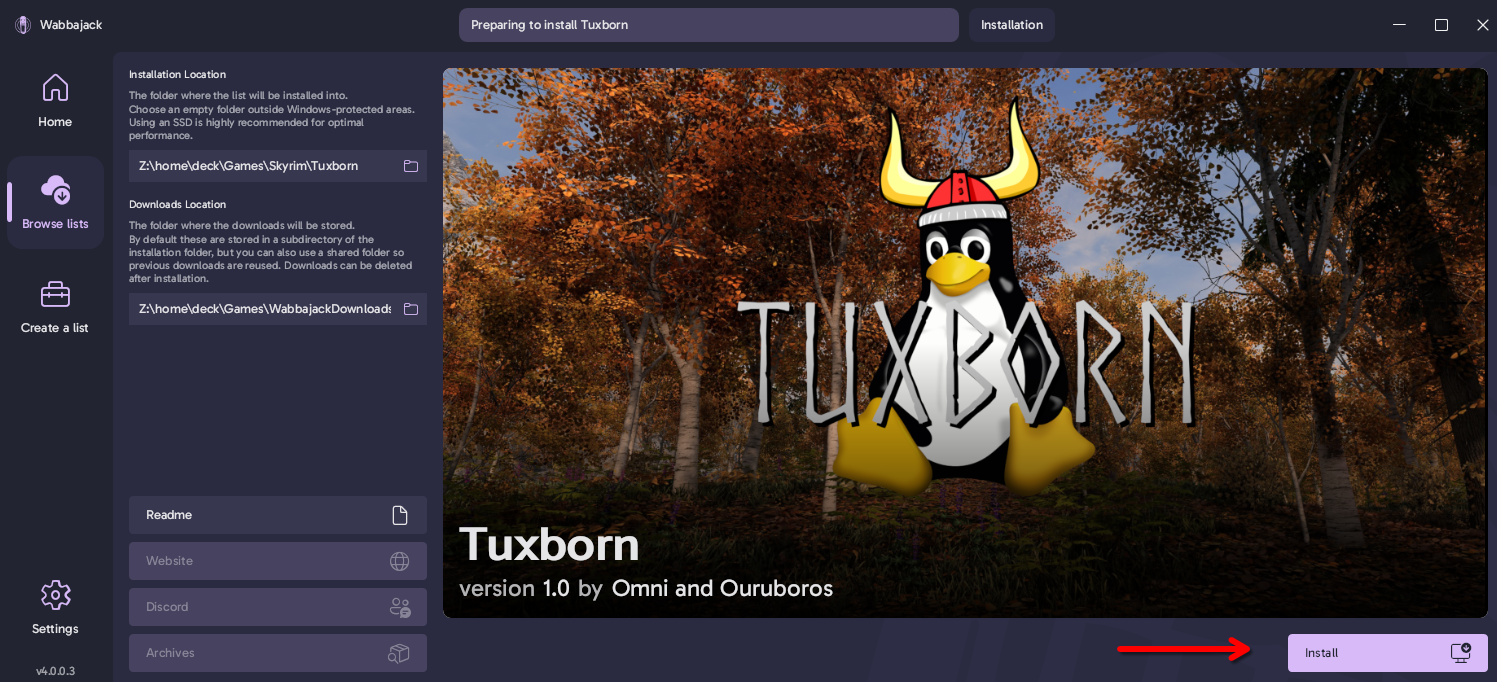 Wabbajack
Preparing to install Tuxborn
Installation
Home
Browse lists
Create a list
Settings
v4.0.0.3
Installation Location
The folder where the list will be installed into.
Choose an empty folder outside Windows-protected areas.
Using an SSD is highly recommended for optimal
performance.
Z:\home\deck\Games\Skyrim\Tuxborn
Downloads Location
The folder where the downloads will be stored.
By default these are stored in a subdirectory of the
installation folder, but you can also use a shared folder so
previous downloads are reused. Downloads can be deleted
after installation.
Z:\home\deck\Games\WabbajackDownloads
Readme
Website
Discord
Archives
TUXBORN
Tuxborn
version 1.0 by Omni and Ouruboros
Install